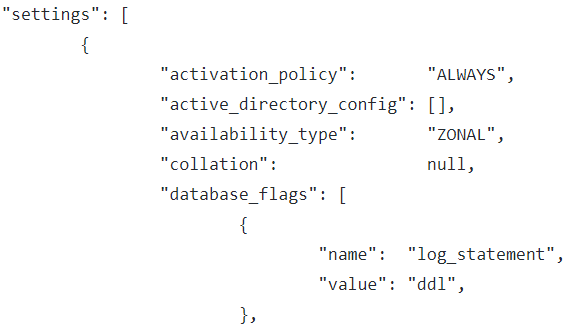 "settings": [
{
"activation_policy": "ALWAYS",
"active_directory_config": [],
"availability_type": "ZONAL",
"collation": null,
"database_flags": [
{
"name": "log_statement",
"value": "ddl",
},